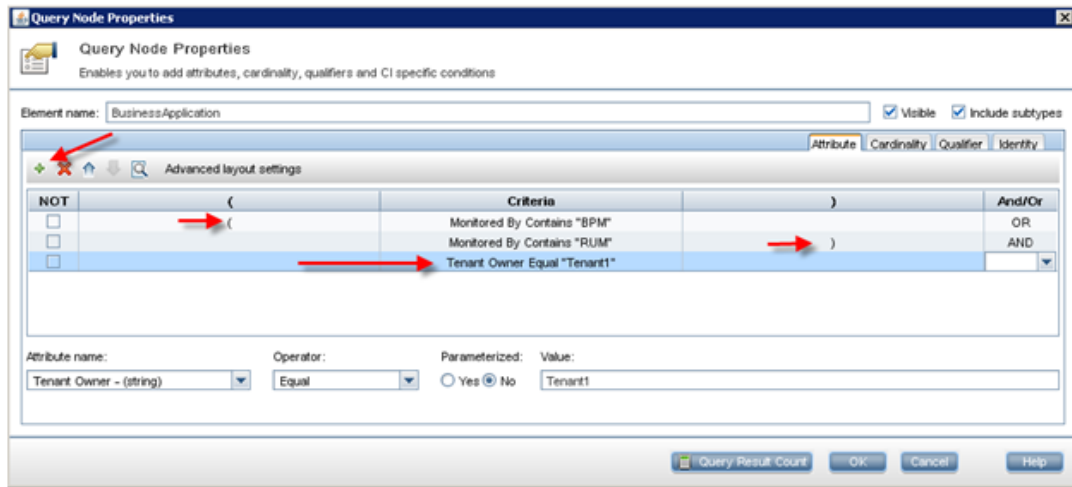 Query Node Properties
Query Node Properties
Enables you to add attributes, cardinality, qualifiers and CI specific conditions
Element name: BusinessApplication Visible Include subtypes
Attribute Cardinality Qualifier Identity
Advanced layout settings
NOT ( Criteria ) And/Or
( Monitored By Contains "BPM" OR
Monitored By Contains "RUM" ) AND
Tenant Owner Equal "Tenant1"
Attribute name: Operator: Parameterized: Value:
Tenant Owner - (string) Equal Yes No Tenant1
Query Result Count OK Cancel Help